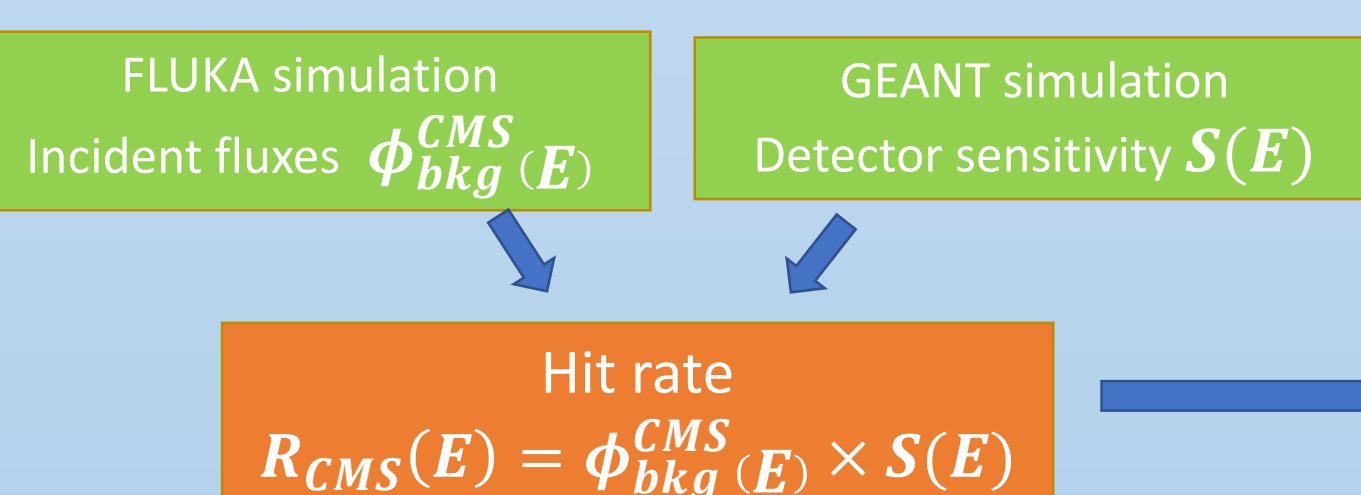 FLUKA simulation
Incident fluxes ϕ_bkg^CMS (E)
GEANT simulation
Detector sensitivity S(E)
Hit rate
R_CMS(E) = ϕ_bkg^CMS (E) × S(E)